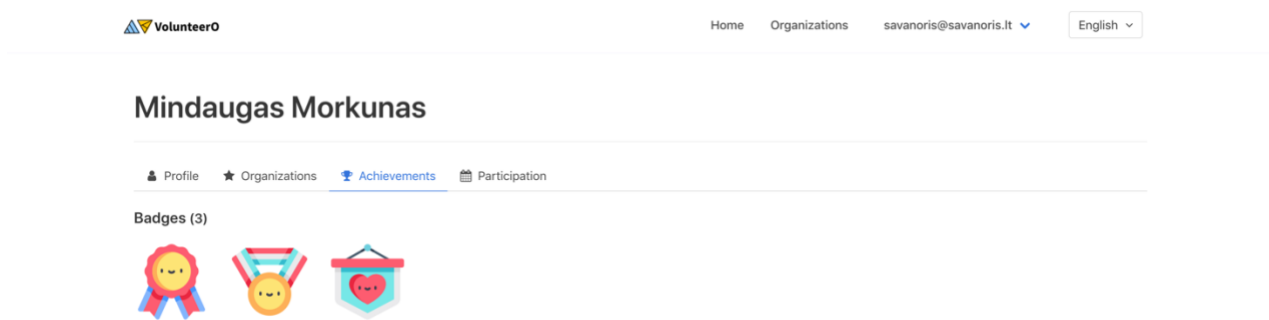 VolunteerO Home Organizations savanoris@savanoris.lt English
Mindaugas Morkunas
Profile Organizations Achievements Participation
Badges (3)